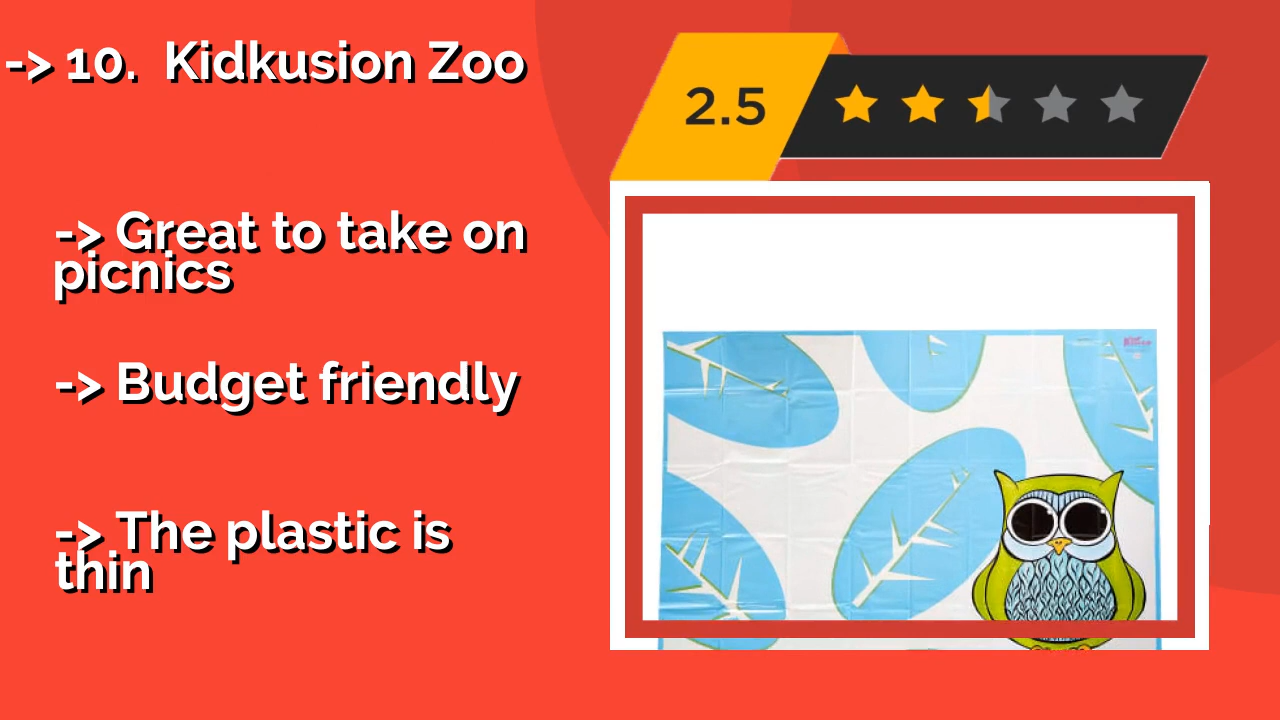 -> 10.  Kidkusion Zoo
2.5
-> Great to take on
picnics
-> Budget friendly
-> The plastic is
thin